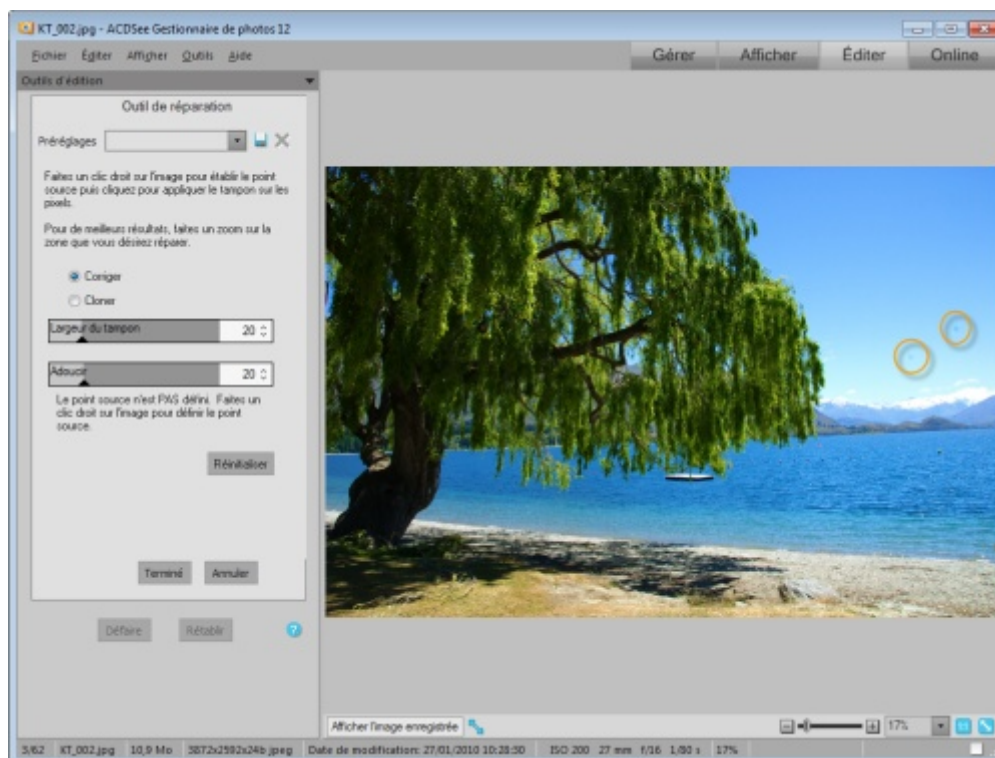 KT_002.jpg - ACDSee Gestionnaire de photos 12
Fichier Éditer Afficher Outils Aide
Gérer Afficher Éditer Online
Outils d'édition
Outil de réparation
Préréglages
Faites un clic droit sur l'image pour établir le point
source puis cliquez pour appliquer le tampon sur les
pixels.
Pour de meilleurs résultats, faites un zoom sur la
zone que vous désirez réparer.
Corriger
Cloner
Largeur du tampon 20
Adoucir 20
Le point source n'est PAS défini. Faites un
clic droit sur l'image pour définir le point
source.
Réinitialiser
Terminé Annuler
Défaire Rétablir ?
Afficher l'image enregistrée 17% 1:1
3/62 KT_002.jpg 10,9 Mo 3872x2592x24b jpeg Date de modification: 27/01/2010 10:28:30 ISO 200 27 mm f/16 1/80 s 17%